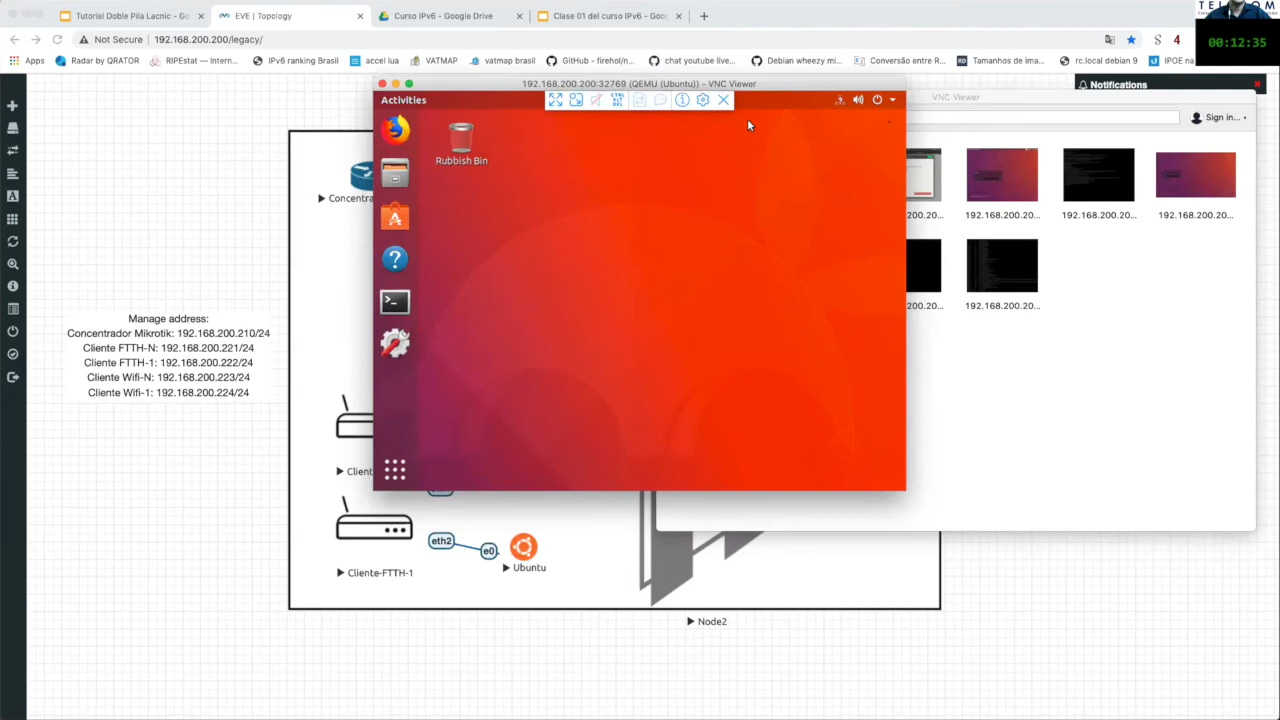 Tutorial Doble Pila Lacnic - G
EVE | Topology
Curso IPv6 - Google Drive
Clase 01 del curso IPv6 - Goo
00:12:35
Not Secure
192.168.200.200/legacy/
4
Apps
Radar by QRATOR
RIPEstat — Intern...
IPv6 ranking Brasil
accel lua
VATMAP
vatmap brasil
GitHub - firehol/n...
chat youtube live...
Debian wheezy mi...
Conversão entre R...
RD
Tamanhos de ima...
rc.local debian 9
IPOE na
192.168.200.200:32769 (QEMU (Ubuntu)) - VNC Viewer
Notifications
VNC Viewer
Activities
CTRL
ALT
DEL
Sign in...
Rubbish Bin
Concentra
00.20...
192.168.200.20...
192.168.200.20...
192.168.200.20...
00.20...
192.168.200.20...
Manage address:
Concentrador Mikrotik: 192.168.200.210/24
Cliente FTTH-N: 192.168.200.221/24
Cliente FTTH-1: 192.168.200.222/24
Cliente Wifi-N: 192.168.200.223/24
Cliente Wifi-1: 192.168.200.224/24
Client
eth2
e0
Ubuntu
Cliente-FTTH-1
Node2